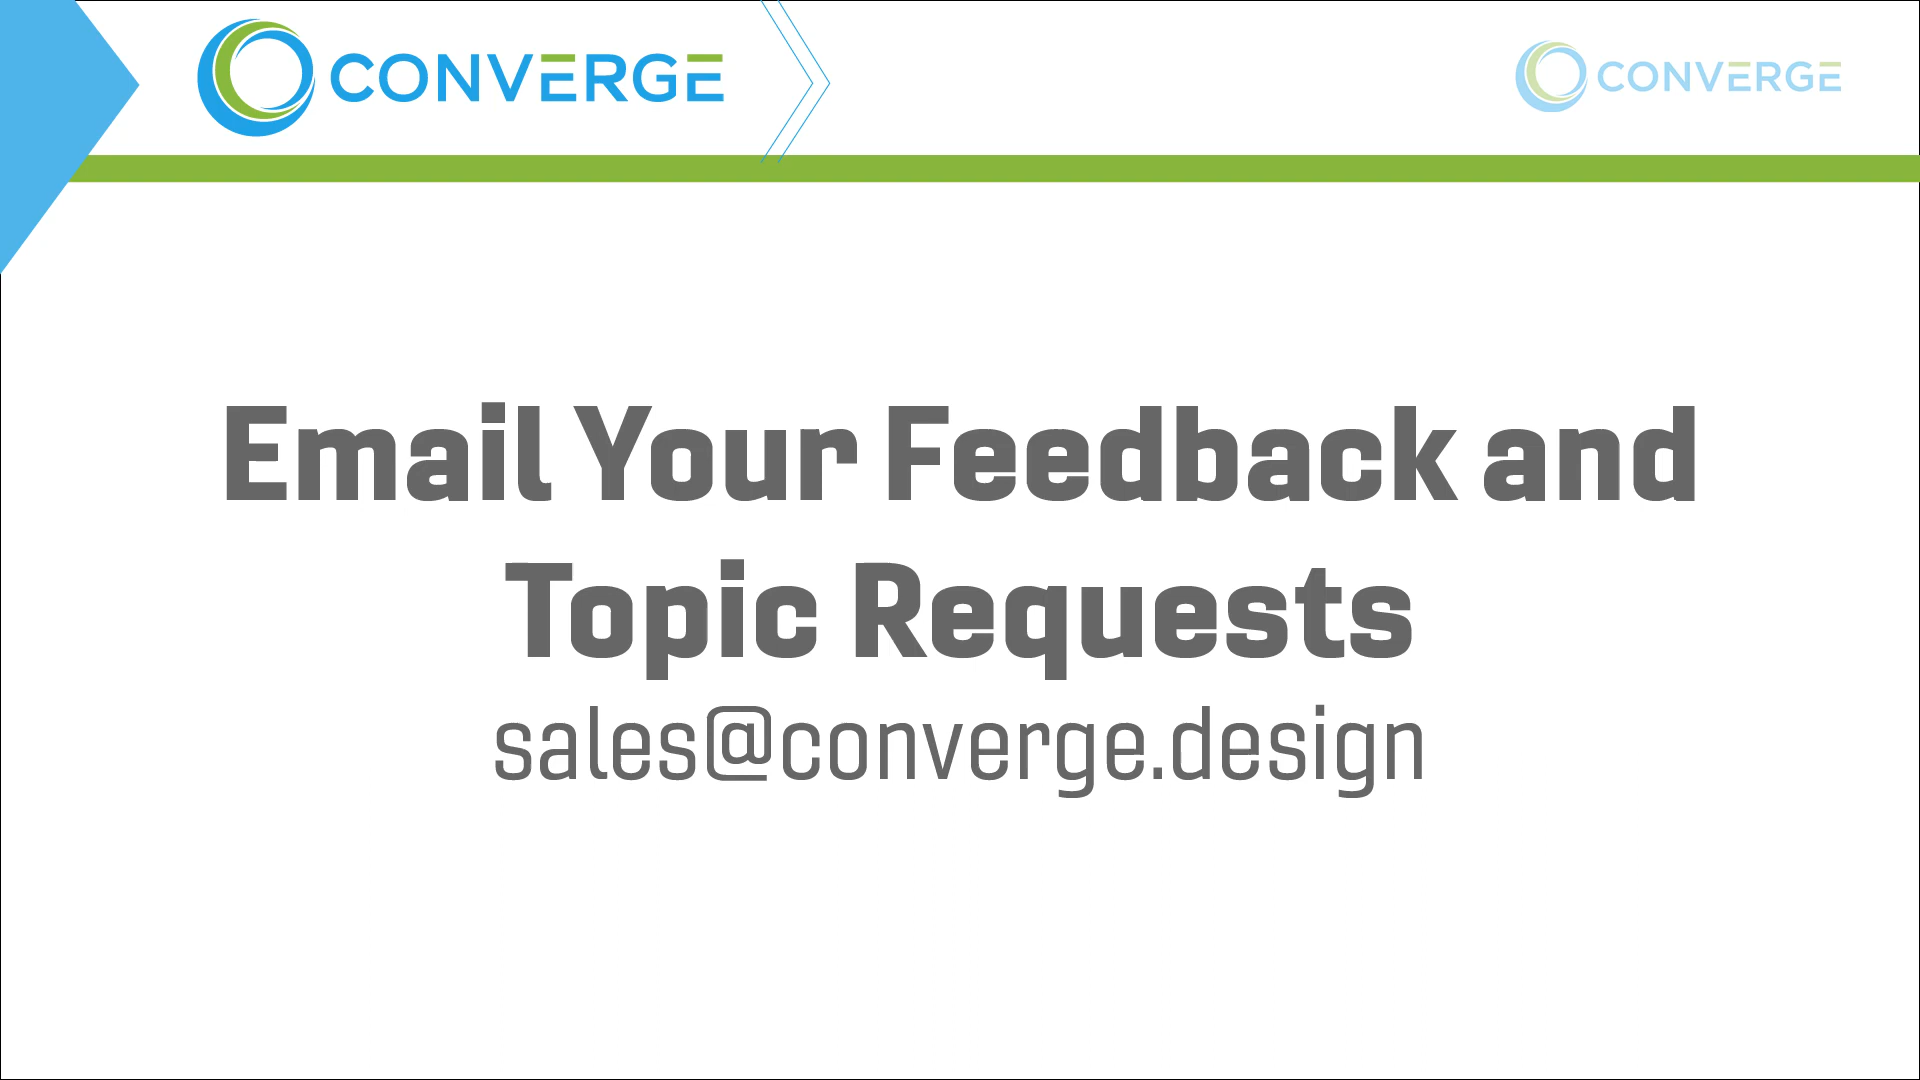 CONVERGE
CONVERGE
Email Your Feedback and
Topic Requests
sales@converge.design